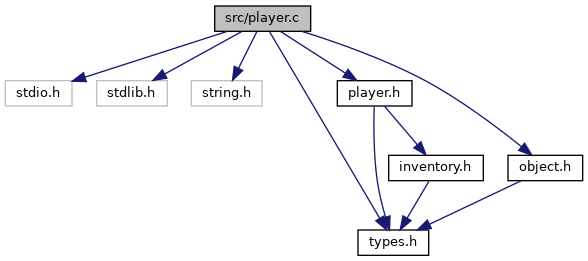 src/player.c
stdio.h
stdlib.h
string.h
player.h
inventory.h
object.h
types.h